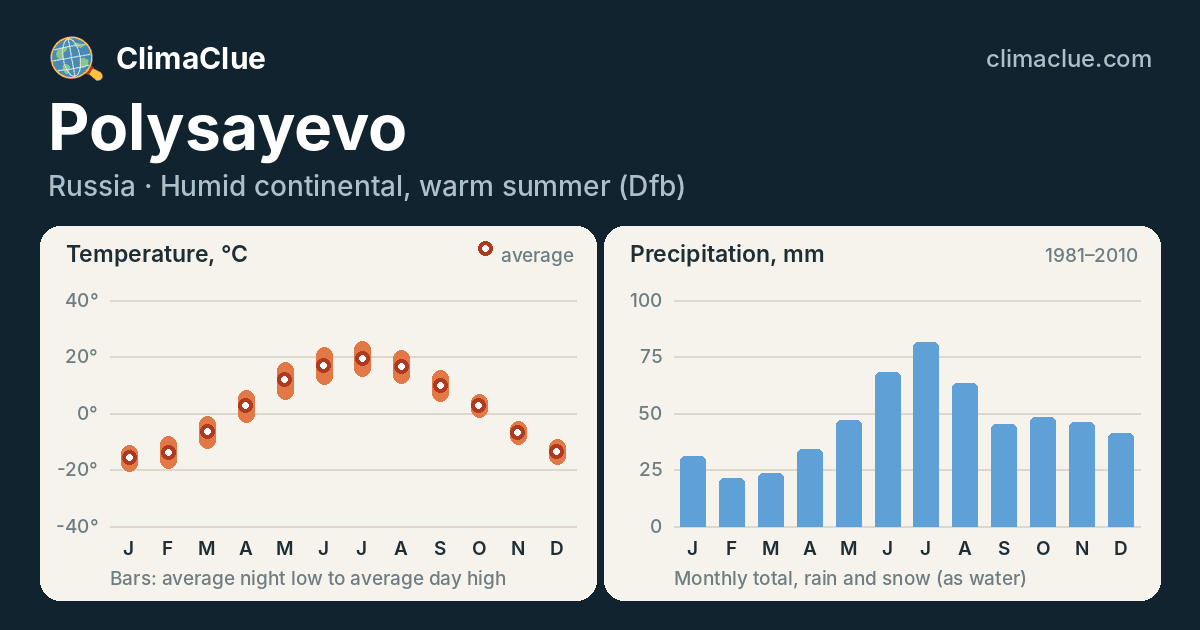 ClimaClue
climaclue.com
Polysayevo
Russia · Humid continental, warm summer (Dfb)
Temperature, °C
average
40°
20°
0°
-20°
-40°
J F M A M J J A S O N D
Bars: average night low to average day high
Precipitation, mm
1981–2010
100
75
50
25
0
J F M A M J J A S O N D
Monthly total, rain and snow (as water)